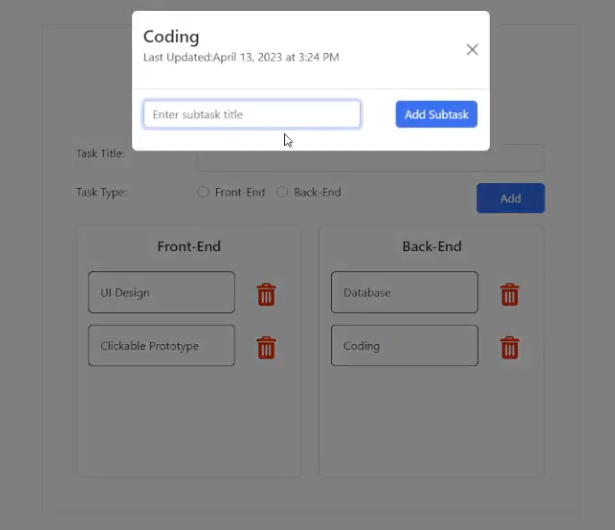 Coding
Last Updated:April 13, 2023 at 3:24 PM
Enter subtask title
Add Subtask
Task Title:
Task Type:
Front-End
Back-End
Add
Front-End
Back-End
UI Design
Database
Clickable Prototype
Coding